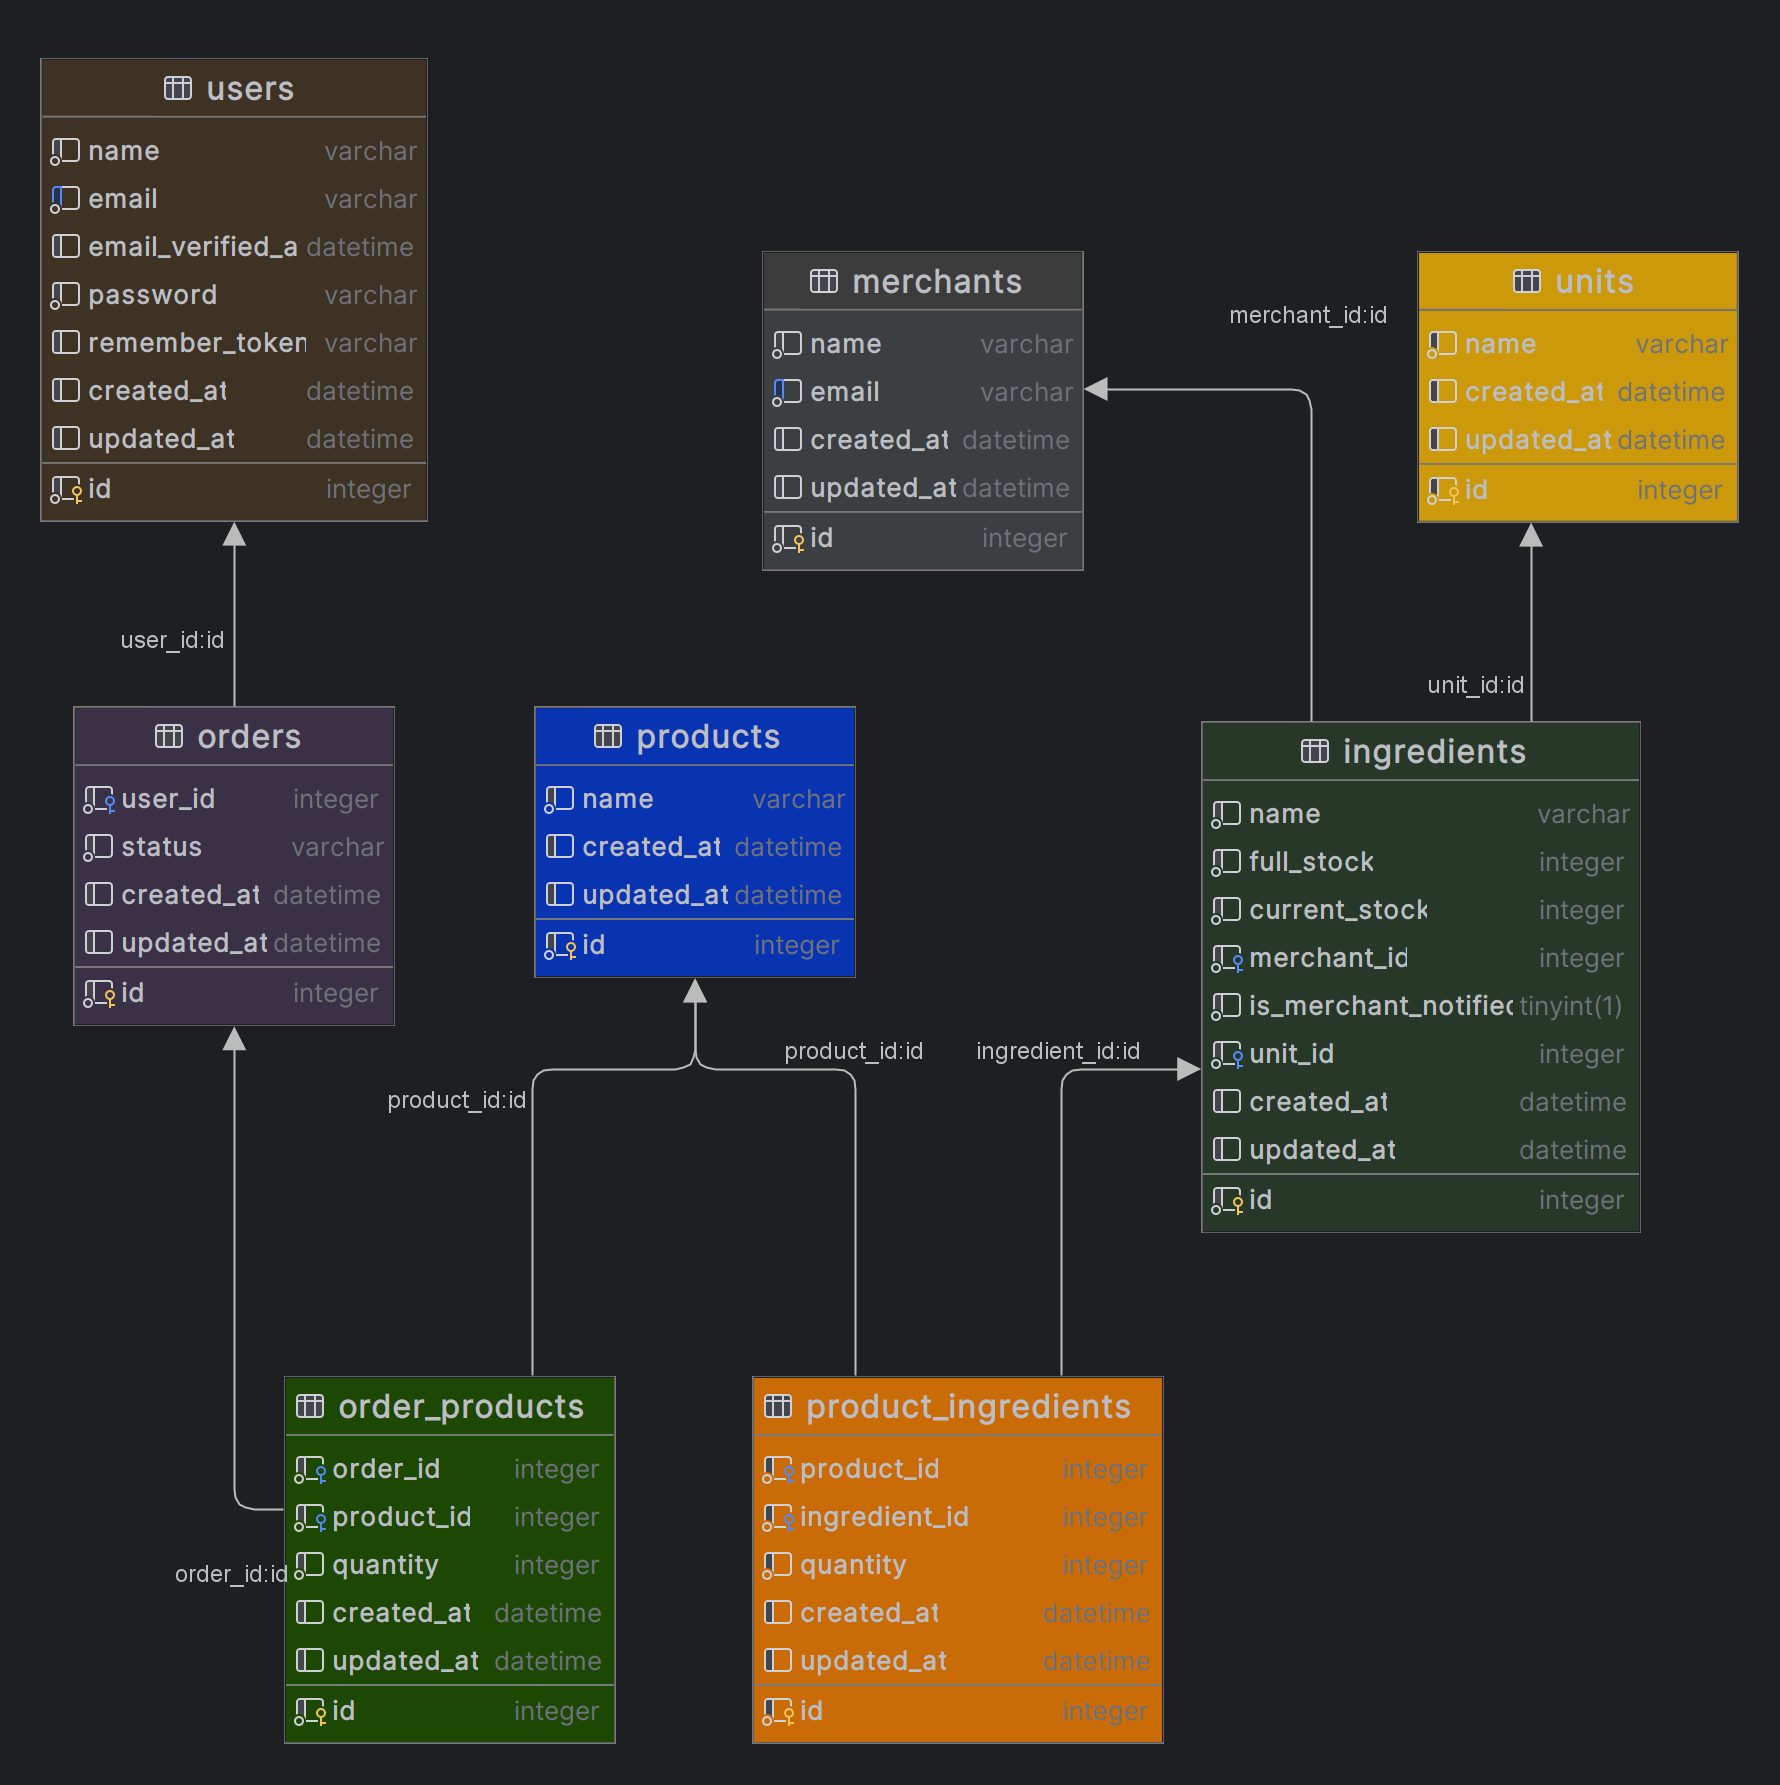 users
name varchar
email varchar
email_verified_a datetime
password varchar
remember_token varchar
created_at datetime
updated_at datetime
id integer
merchants
name varchar
email varchar
created_at datetime
updated_at datetime
id integer
merchant_id:id
units
name varchar
created_at datetime
updated_at datetime
id integer
user_id:id
unit_id:id
orders
user_id integer
status varchar
created_at datetime
updated_at datetime
id integer
products
name varchar
created_at datetime
updated_at datetime
id integer
ingredients
name varchar
full_stock integer
current_stock integer
merchant_id integer
is_merchant_notified tinyint(1)
unit_id integer
created_at datetime
updated_at datetime
id integer
product_id:id
product_id:id
ingredient_id:id
order_products
order_id integer
product_id integer
quantity integer
created_at datetime
updated_at datetime
id integer
order_id:id
product_ingredients
product_id integer
ingredient_id integer
quantity integer
created_at datetime
updated_at datetime
id integer